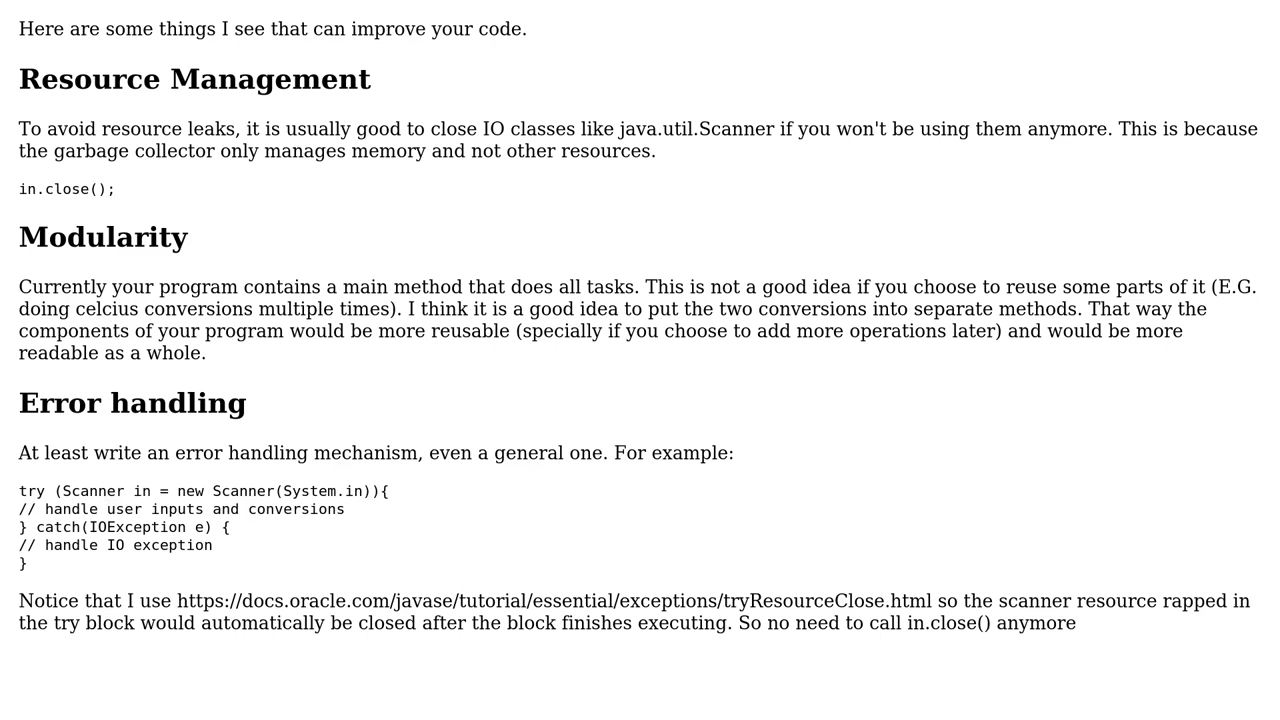 Here are some things I see that can improve your code.
Resource Management
To avoid resource leaks, it is usually good to close IO classes like java.util.Scanner if you won't be using them anymore. This is because
the garbage collector only manages memory and not other resources.
in.close();
Modularity
Currently your program contains a main method that does all tasks. This is not a good idea if you choose to reuse some parts of it (E.G.
doing celcius conversions multiple times). I think it is a good idea to put the two conversions into separate methods. That way the
components of your program would be more reusable (specially if you choose to add more operations later) and would be more
readable as a whole.
Error handling
At least write an error handling mechanism, even a general one. For example:
try (Scanner in = new Scanner(System.in)){
// handle user inputs and conversions
} catch(IOException e) {
// handle IO exception
}
Notice that I use https://docs.oracle.com/javase/tutorial/essential/exceptions/tryResourceClose.html so the scanner resource rapped in
the try block would automatically be closed after the block finishes executing. So no need to call in.close() anymore